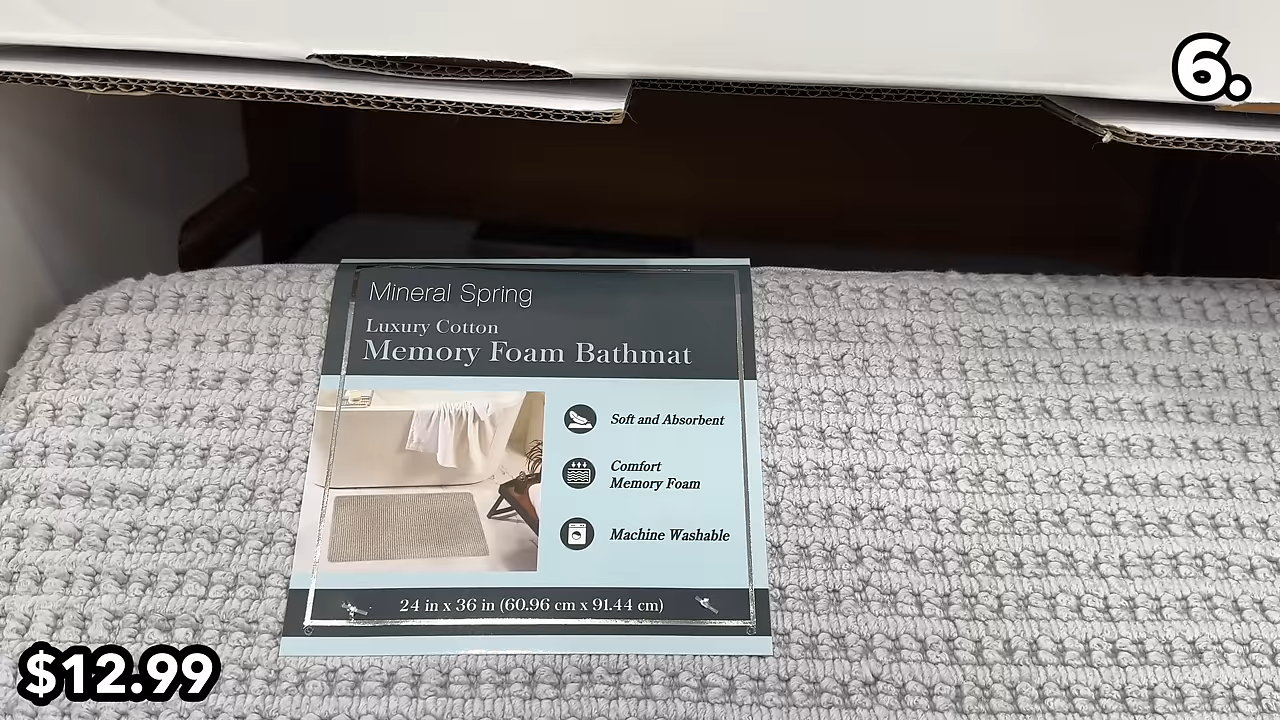 6.
Mineral Spring
Luxury Cotton
Memory Foam Bathmat
Soft and Absorbent
Comfort
Memory Foam
Machine Washable
24 in x 36 in (60.96 cm x 91.44 cm)
$12.99